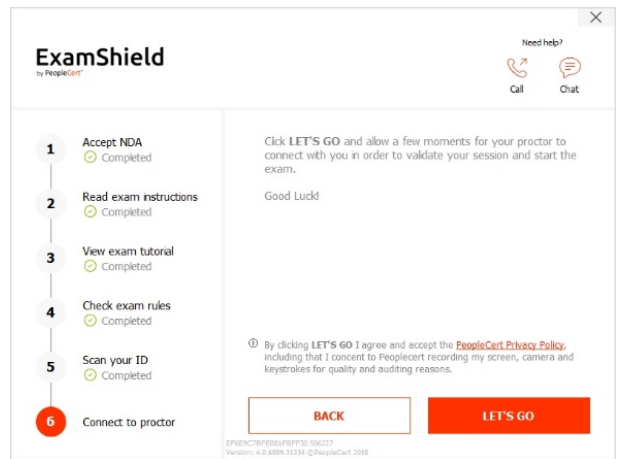 Need help?
ExamShield
by PeopleCert
Call Chat
1 Accept NDA
Completed
2 Read exam instructions
Completed
3 View exam tutorial
Completed
4 Check exam rules
Completed
5 Scan your ID
Completed
6 Connect to proctor
Click LET'S GO and allow a few moments for your proctor to
connect with you in order to validate your session and start the
exam.
Good Luck!
By clicking LET'S GO I agree and accept the PeopleCert Privacy Policy,
including that I consent to Peoplecert recording my screen, camera and
keystrokes for quality and auditing reasons.
BACK LET'S GO
Version: 4.0.6889.31334 ©PeopleCert 2018